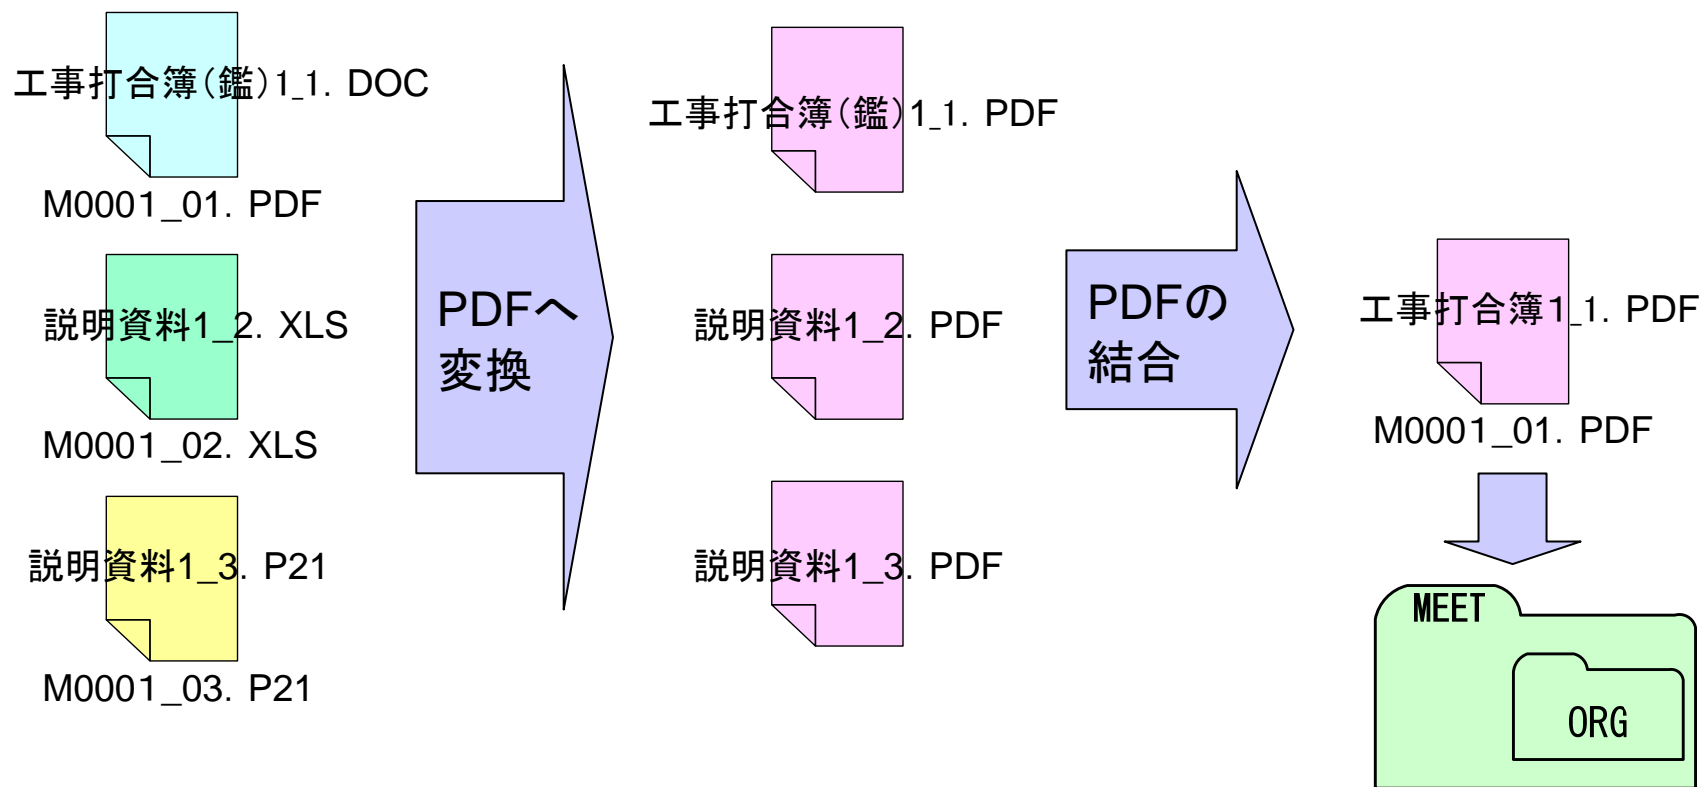 工事打合簿(鑑)1_1. DOC
M0001_01. PDF
説明資料1_2. XLS
M0001_02. XLS
説明資料1_3. P21
M0001_03. P21
PDFへ
変換
工事打合簿(鑑)1_1. PDF
説明資料1_2. PDF
説明資料1_3. PDF
PDFの
結合
工事打合簿1_1. PDF
M0001_01. PDF
MEET
ORG